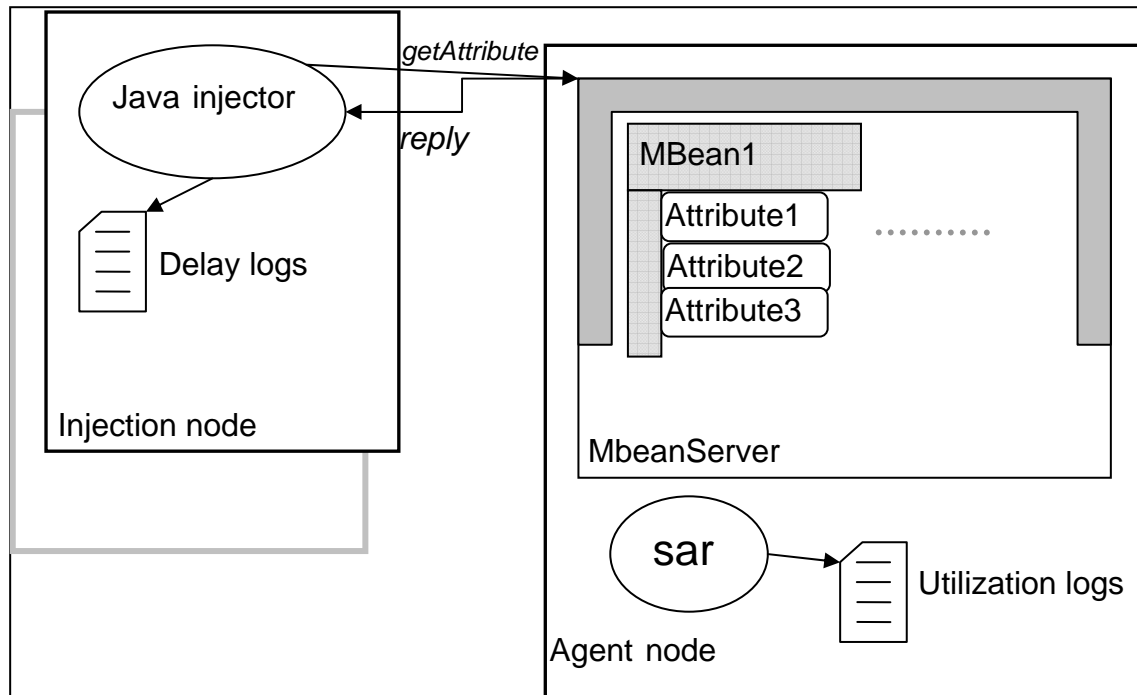 getAttribute
Java injector
reply
Delay logs
Injection node
MBean1
Attribute1
Attribute2
Attribute3
MbeanServer
sar
Utilization logs
Agent node